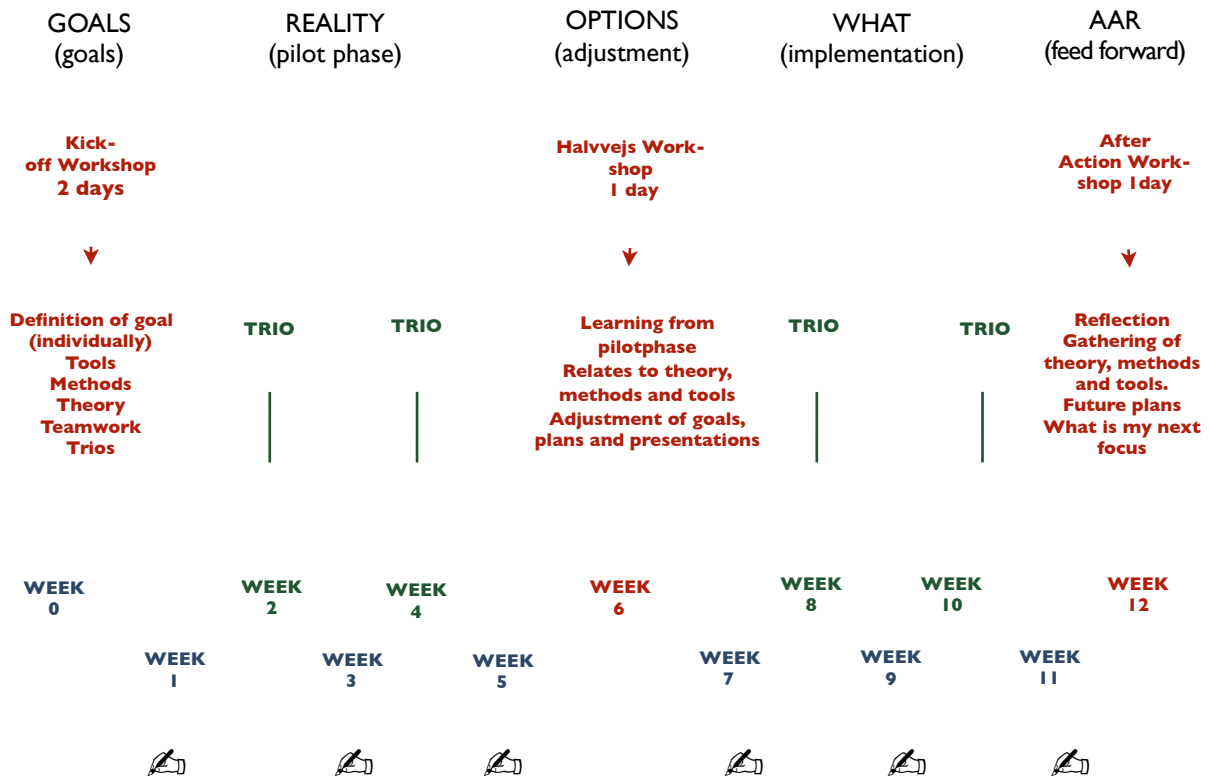 GOALS
(goals)
REALITY
(pilot phase)
OPTIONS
(adjustment)
WHAT
(implementation)
AAR
(feed forward)
Kick-
off Workshop
2 days
Halvvejs Work-
shop
1 day
After
Action Work-
shop 1day
Definition of goal
(individually)
Tools
Methods
Theory
Teamwork
Trios
TRIO
TRIO
Learning from
pilotphase
Relates to theory,
methods and tools
Adjustment of goals,
plans and presentations
TRIO
TRIO
Reflection
Gathering of
theory, methods
and tools.
Future plans
What is my next
focus
WEEK
0
WEEK
2
WEEK
4
WEEK
6
WEEK
8
WEEK
10
WEEK
12
WEEK
1
WEEK
3
WEEK
5
WEEK
7
WEEK
9
WEEK
11